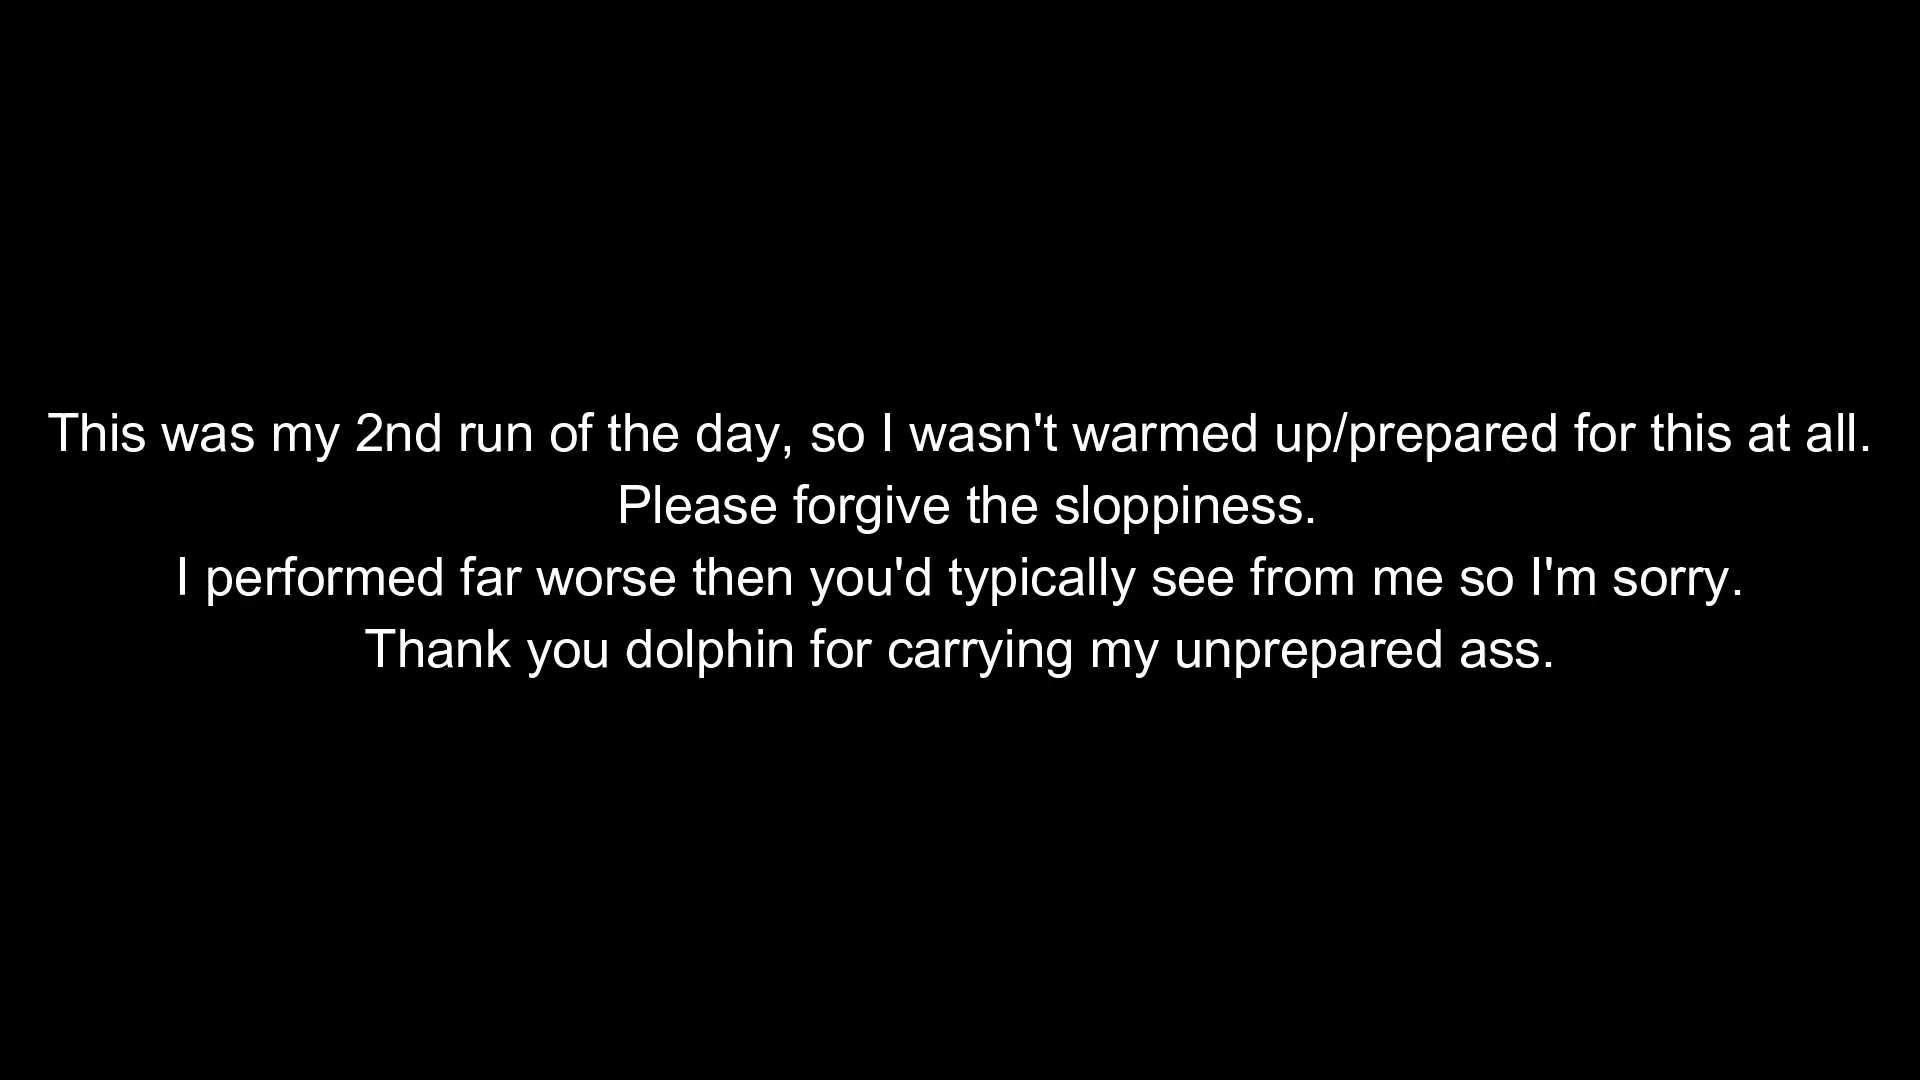 This was my 2nd run of the day, so I wasn't warmed up/prepared for this at all.
Please forgive the sloppiness.
I performed far worse then you'd typically see from me so I'm sorry.
Thank you dolphin for carrying my unprepared ass.